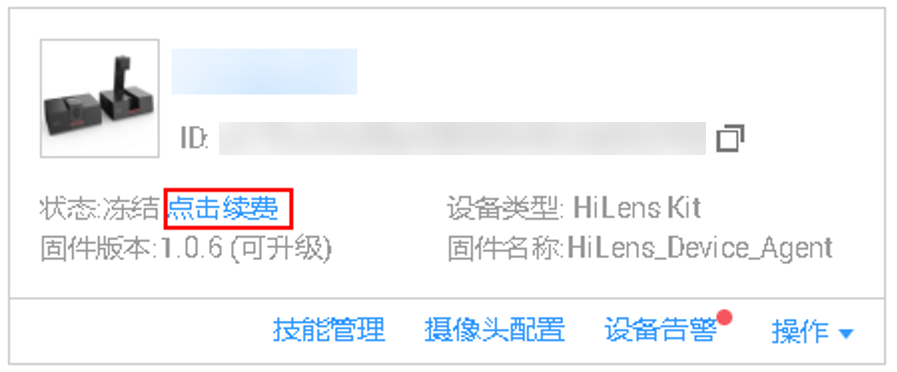 ID:
状态:冻结 点击续费
设备类型: HiLens Kit
固件版本:1.0.6 (可升级)
固件名称:HiLens_Device_Agent
技能管理 摄像头配置 设备告警 操作